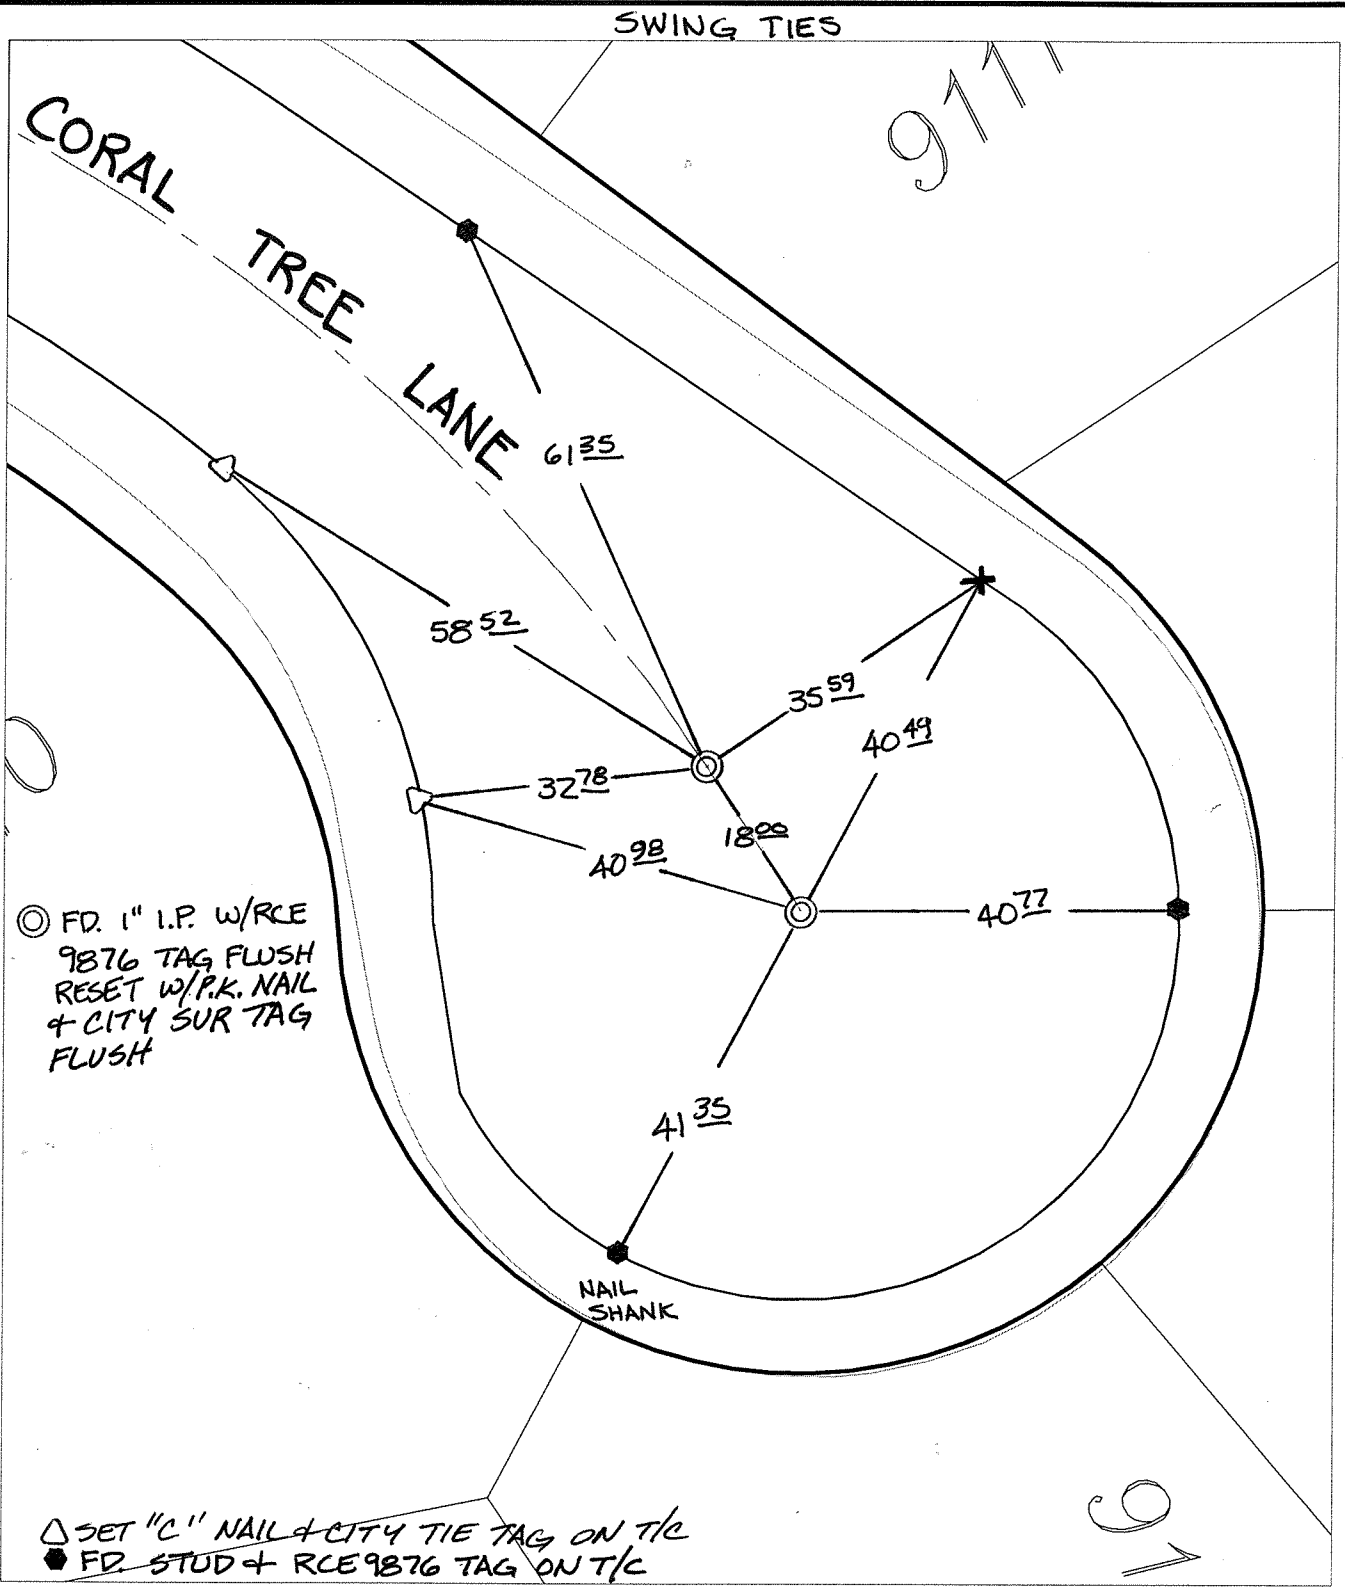 SWING TIES
CORAL TREE LANE
61 35
58 52
35 59
40 49
32 78
18 00
40 98
40 77
41 35
FD. 1" I.P. W/RCE
9876 TAG FLUSH
RESET W/P.K. NAIL
& CITY SUR TAG
FLUSH
NAIL
SHANK
SET "C" NAIL & CITY TIE TAG ON T/C
FD. STUD & RCE 9876 TAG ON T/C